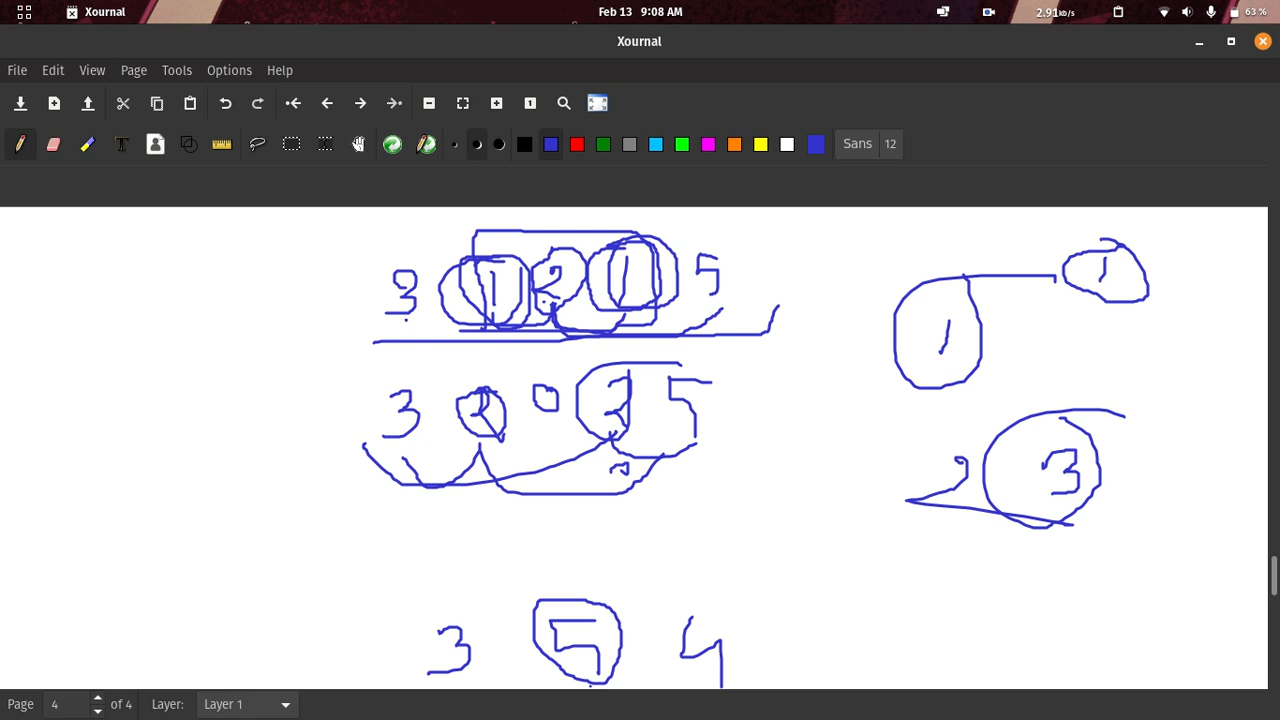 Xournal
Feb 13 9:08 AM
2.91kb/s
63 %
Xournal
File Edit View Page Tools Options Help
Sans 12
3 1 2 1 5
1
1
3 2 0 3 5
2 3
3 5 4
Page 4 of 4 Layer: Layer 1